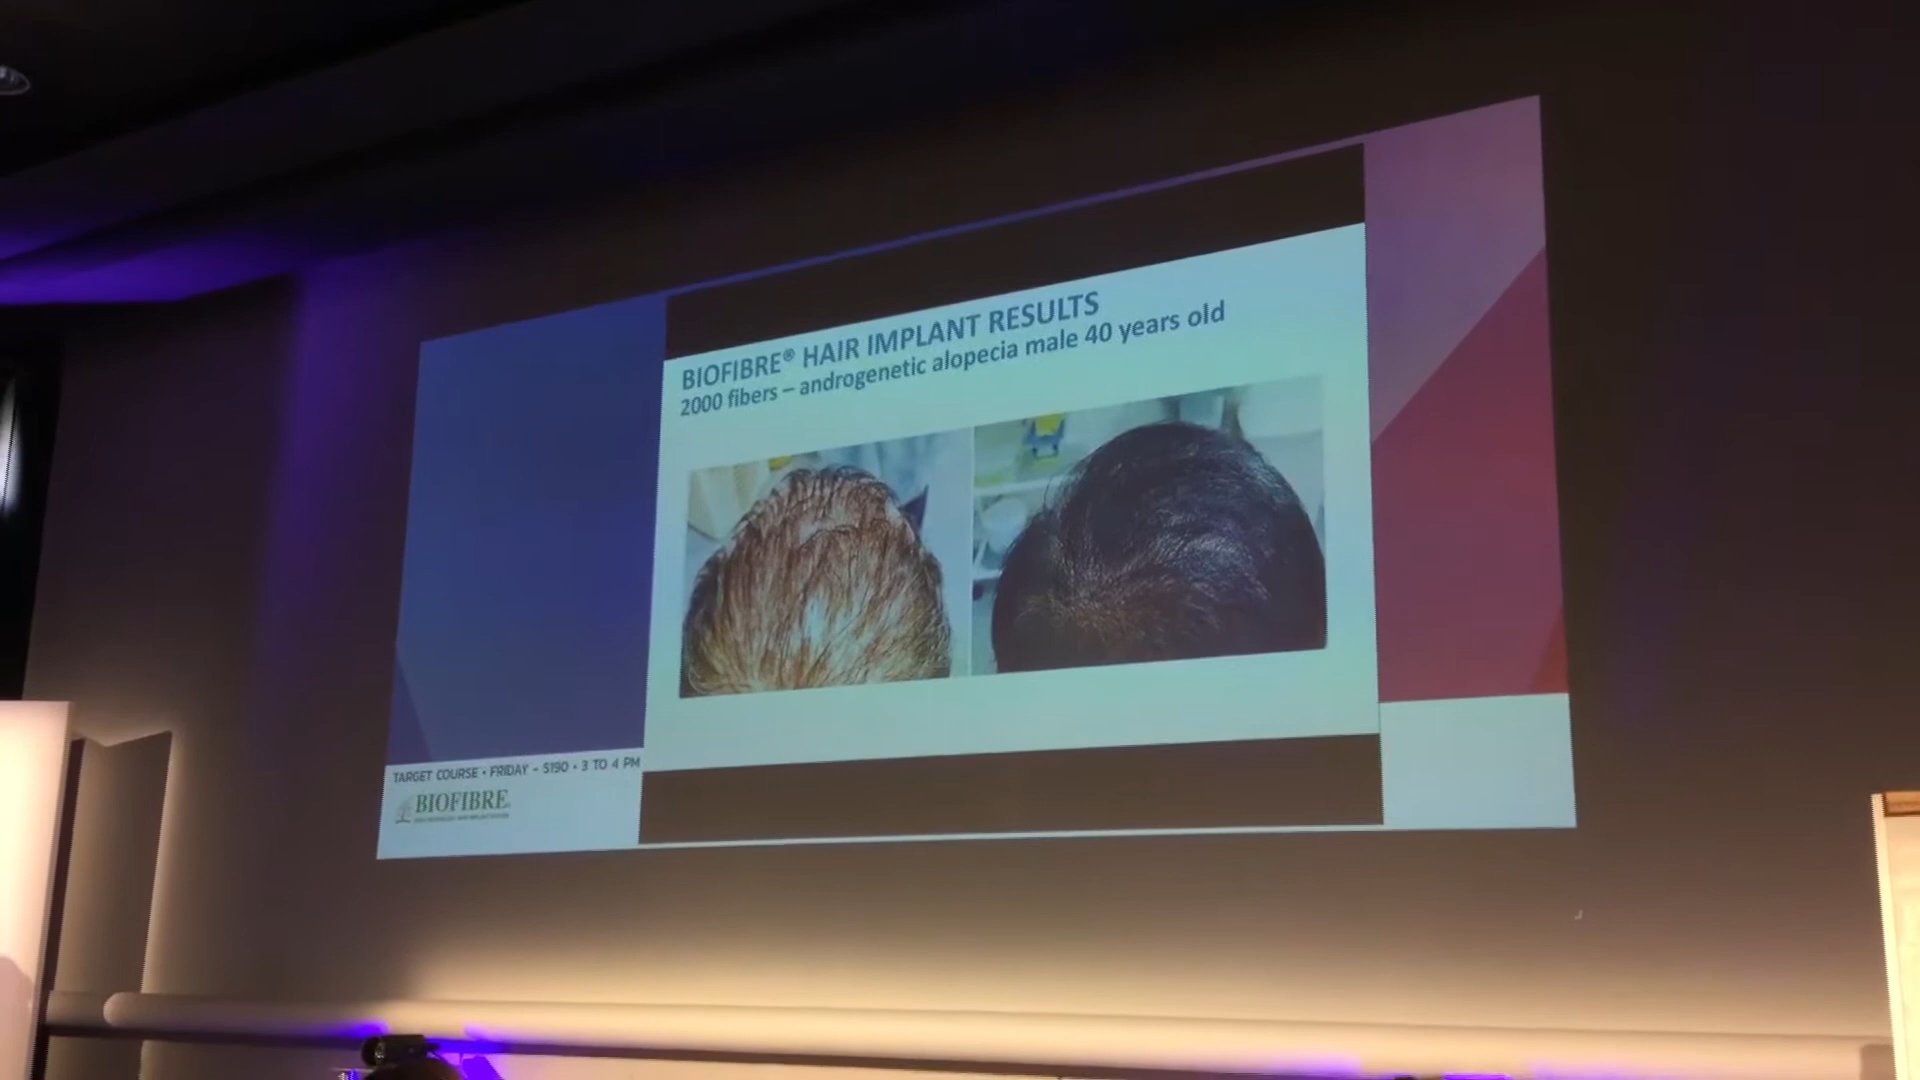 BIOFIBRE® HAIR IMPLANT RESULTS
2000 fibers – androgenetic alopecia male 40 years old
TARGET COURSE • FRIDAY – S190 • 3 TO 4 PM
BIOFIBRE